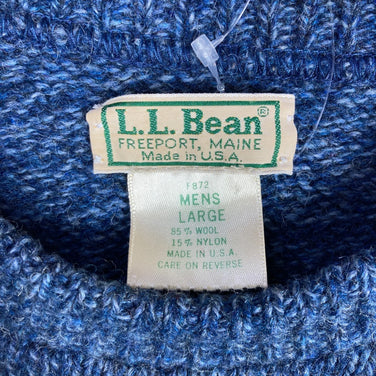 L.L.Bean®
FREEPORT, MAINE
Made in U.S.A.
F872
MENS
LARGE
85% WOOL
15% NYLON
MADE IN U.S.A.
CARE ON REVERSE